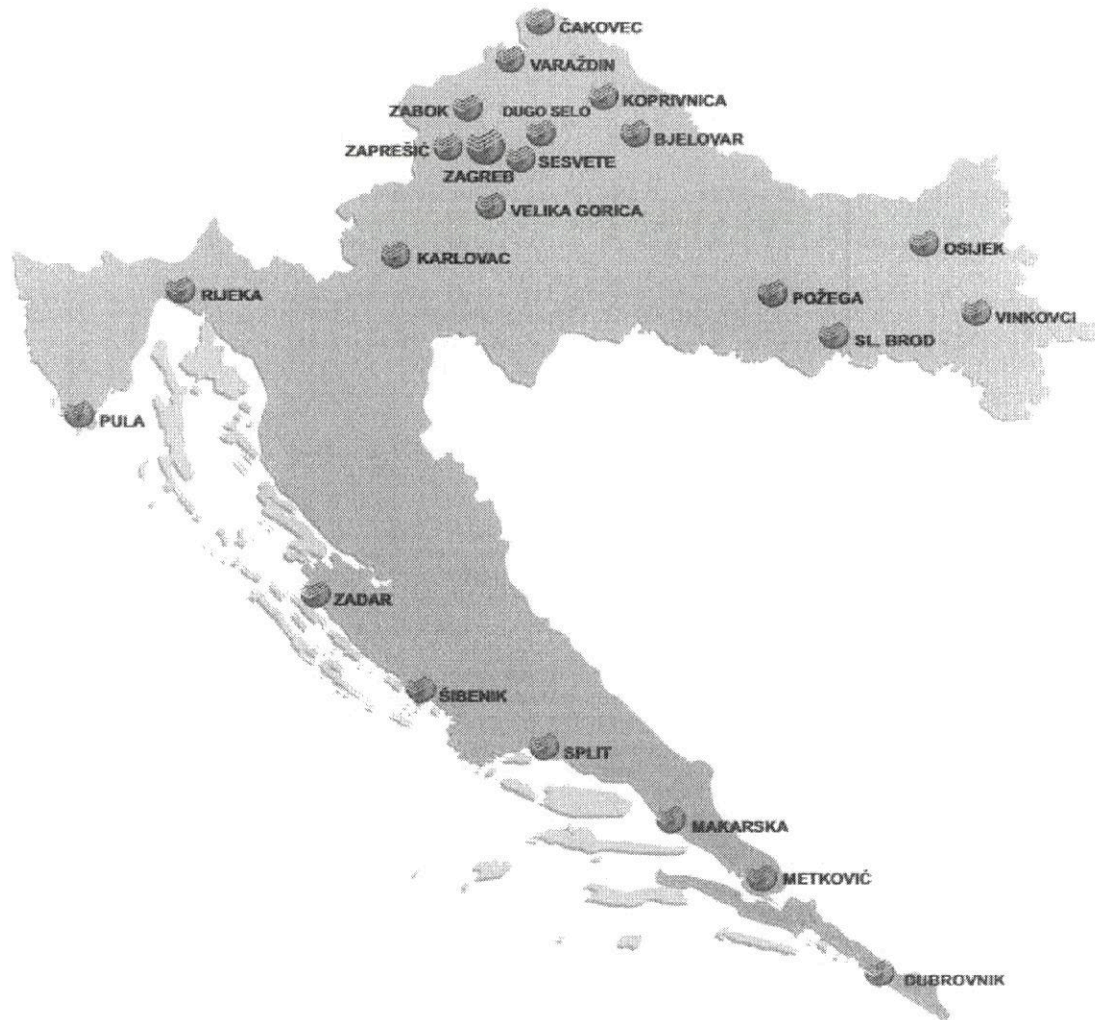 ČAKOVEC
VARAŽDIN
KOPRIVNICA
ZABOK
DUGO SELO
BJELOVAR
ZAPREŠIĆ
SESVETE
ZAGREB
VELIKA GORICA
OSIJEK
KARLOVAC
RIJEKA
POŽEGA
VINKOVCI
SL. BROD
PULA
ZADAR
ŠIBENIK
SPLIT
MAKARSKA
METKOVIĆ
DUBROVNIK